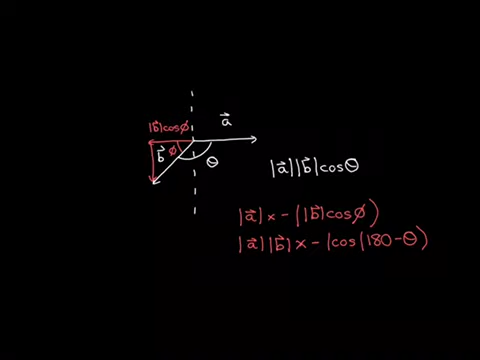 |b⃗|cosϕ
a⃗
b⃗ ϕ
θ
|a⃗||b⃗|cosθ
|a⃗| x - (|b⃗|cosϕ)
|a⃗||b⃗| x - (cos(180-θ)